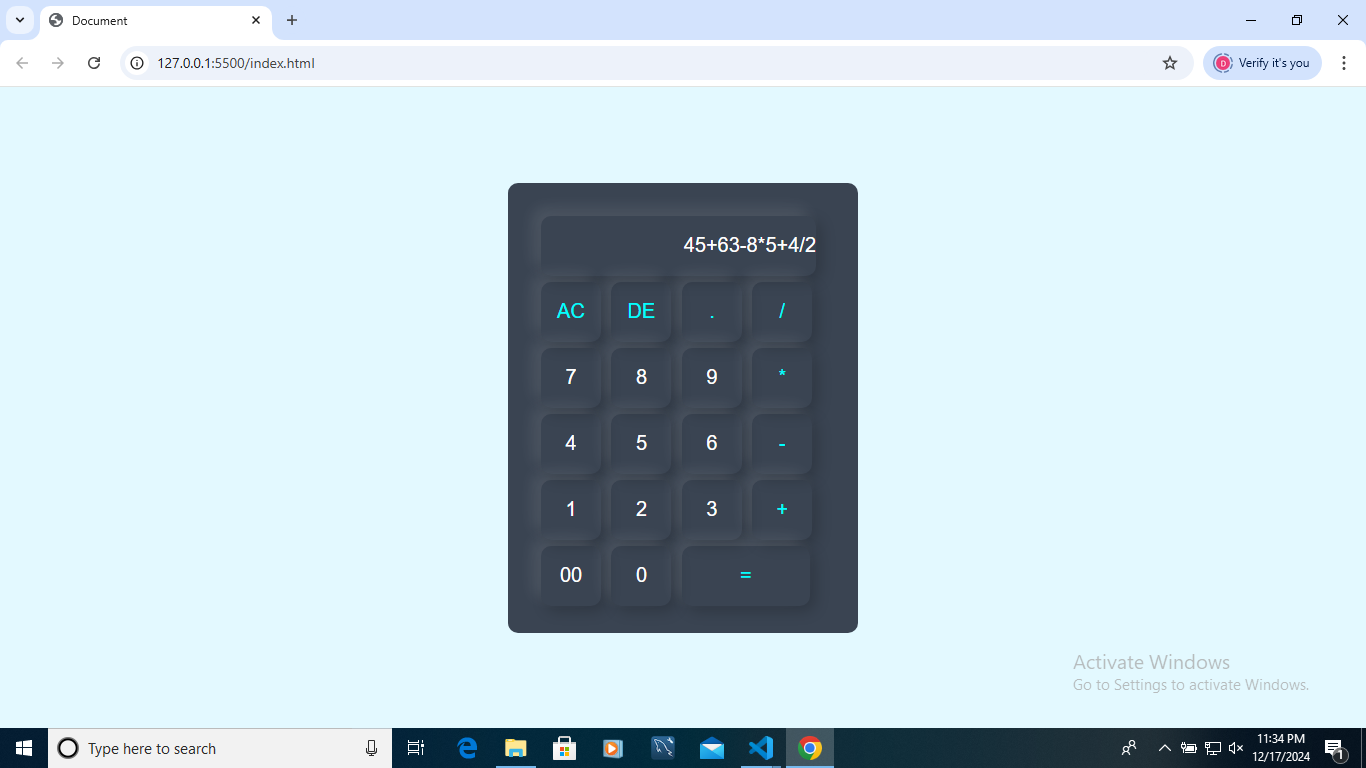 Document
127.0.0.1:5500/index.html
Verify it's you
45+63-8*5+4/2
AC DE . /
7 8 9 *
4 5 6 -
1 2 3 +
00 0 =
Activate Windows
Go to Settings to activate Windows.
Type here to search
11:34 PM
12/17/2024
1